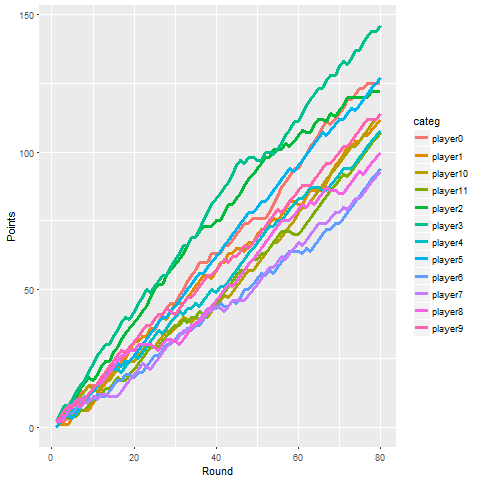 150
100
50
0
Points
0
20
40
60
80
Round
categ
player0
player1
player10
player11
player2
player3
player4
player5
player6
player7
player8
player9